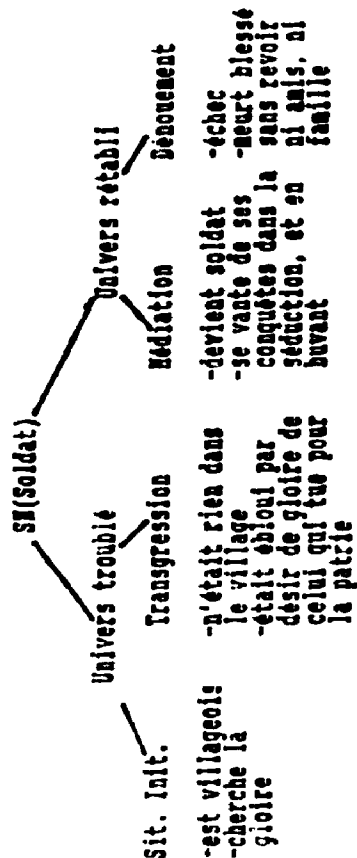 SN(Soldat)
Univers troublé
Univers rétabli
Sit. Init.
Transgression
Médiation
Dénouement
-est villageois
-cherche la
gloire
-n'était rien dans
le village
-était ébloui par
désir de gloire de
celui qui tue pour
la patrie
-devient soldat
-se vante de ses
conquêtes dans la
séduction, et en
buvant
-échec
-meurt blessé
sans revoir
ni amis, ni
famille